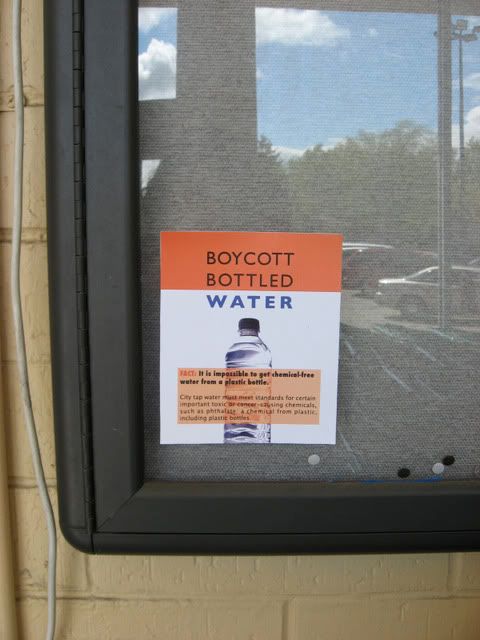 BOYCOTT
BOTTLED
WATER
FACT: It is impossible to get chemical-free
water from a plastic bottle.
City tap water must meet standards for certain
important toxic or cancer-causing chemicals,
such as phthalate, a chemical from plastic,
including plastic bottles.